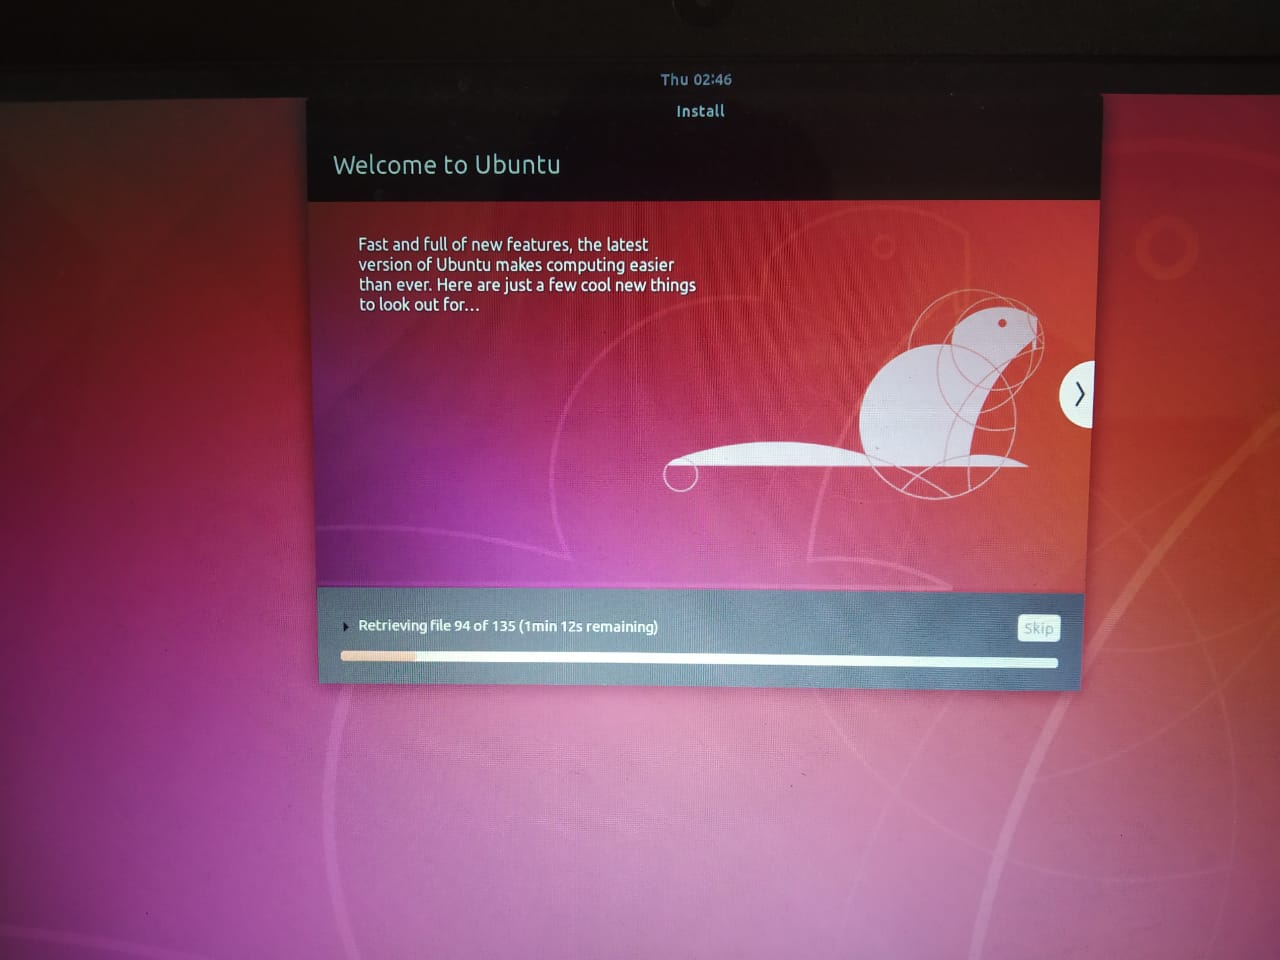 Thu 02:46
Install
Welcome to Ubuntu
Fast and full of new features, the latest
version of Ubuntu makes computing easier
than ever. Here are just a few cool new things
to look out for...
Retrieving file 94 of 135 (1min 12s remaining)
Skip